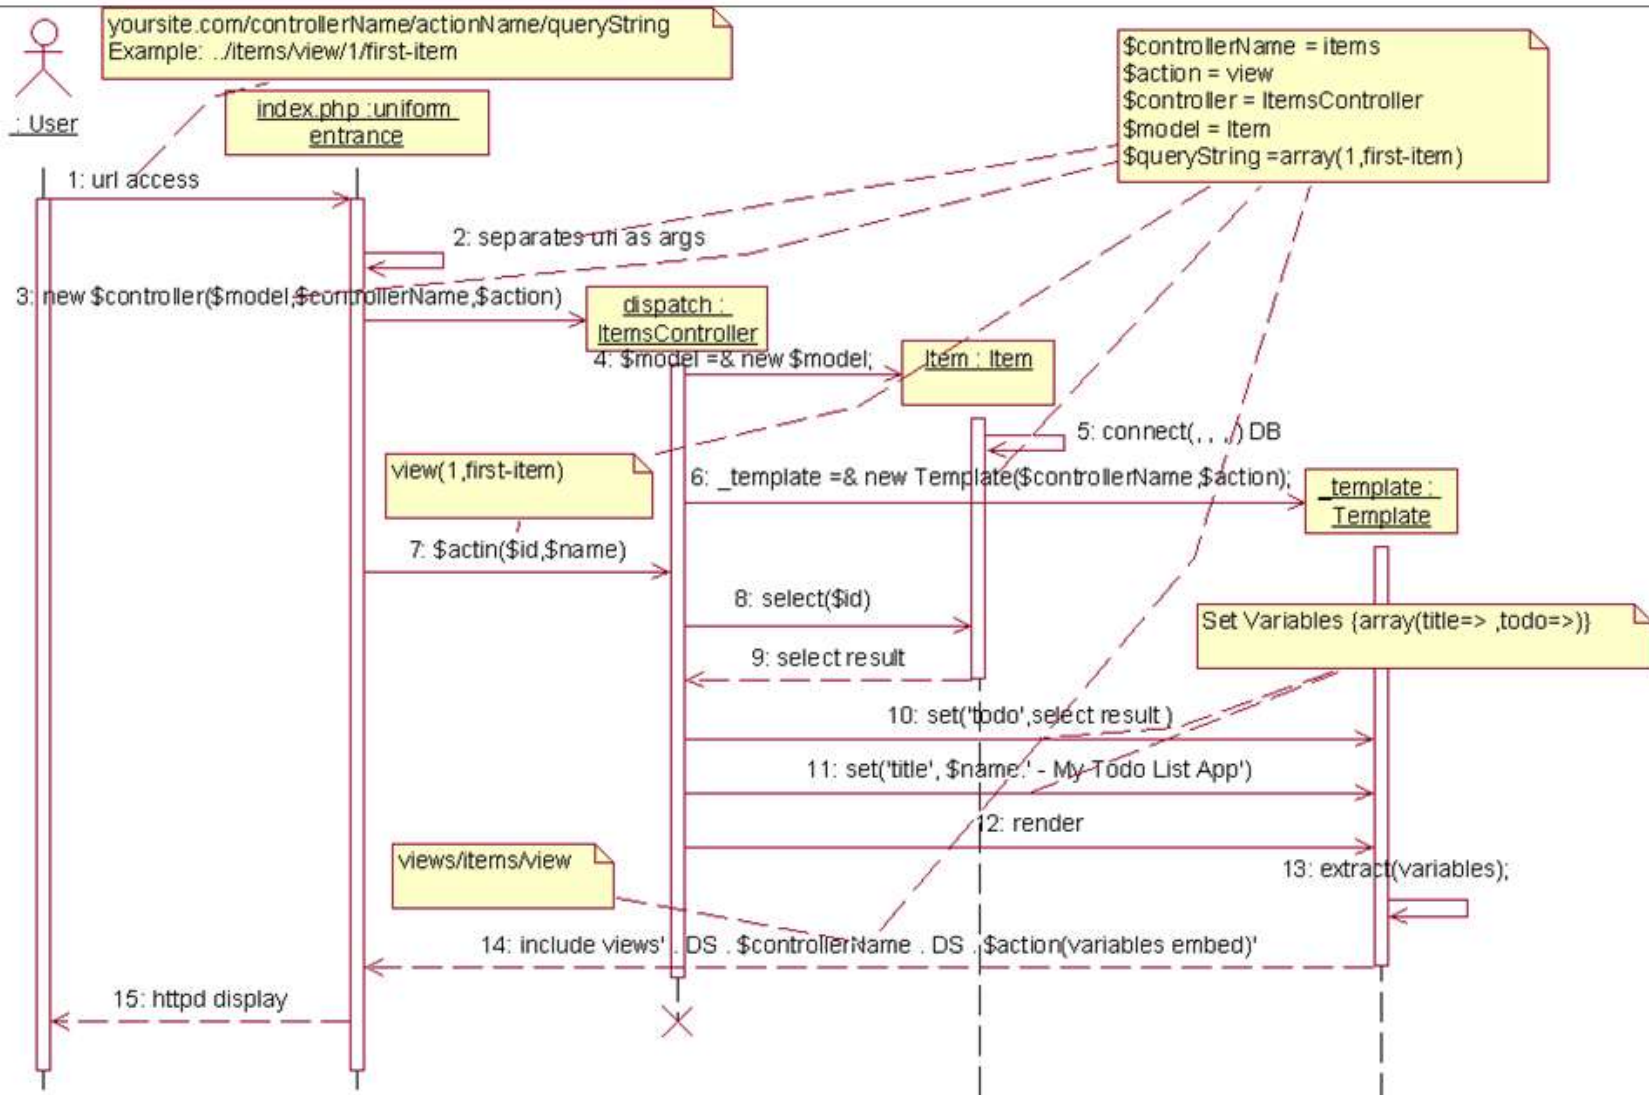 yoursite.com/controllerName/actionName/queryString
Example: ../items/view/1/first-item
$controllerName = items
$action = view
$controller = ItemsController
$model = Item
$queryString =array(1,first-item)
: User
index.php :uniform
entrance
1: url access
2: separates url as args
3: new $controller($model,$controllerName,$action)
dispatch :
ItemsController
4: $model =& new $model;
Item : Item
5: connect(, , , ,) DB
view(1,first-item)
6: _template =& new Template($controllerName,$action);
_template :
Template
7: $actin($id,$name)
8: select($id)
Set Variables {array(title=> ,todo=>)}
9: select result
10: set('todo',select result )
11: set('title', $name.' - My Todo List App')
12: render
views/items/view
13: extract(variables);
14: include views' . DS . $controllerName . DS . $action(variables embed)'
15: httpd display